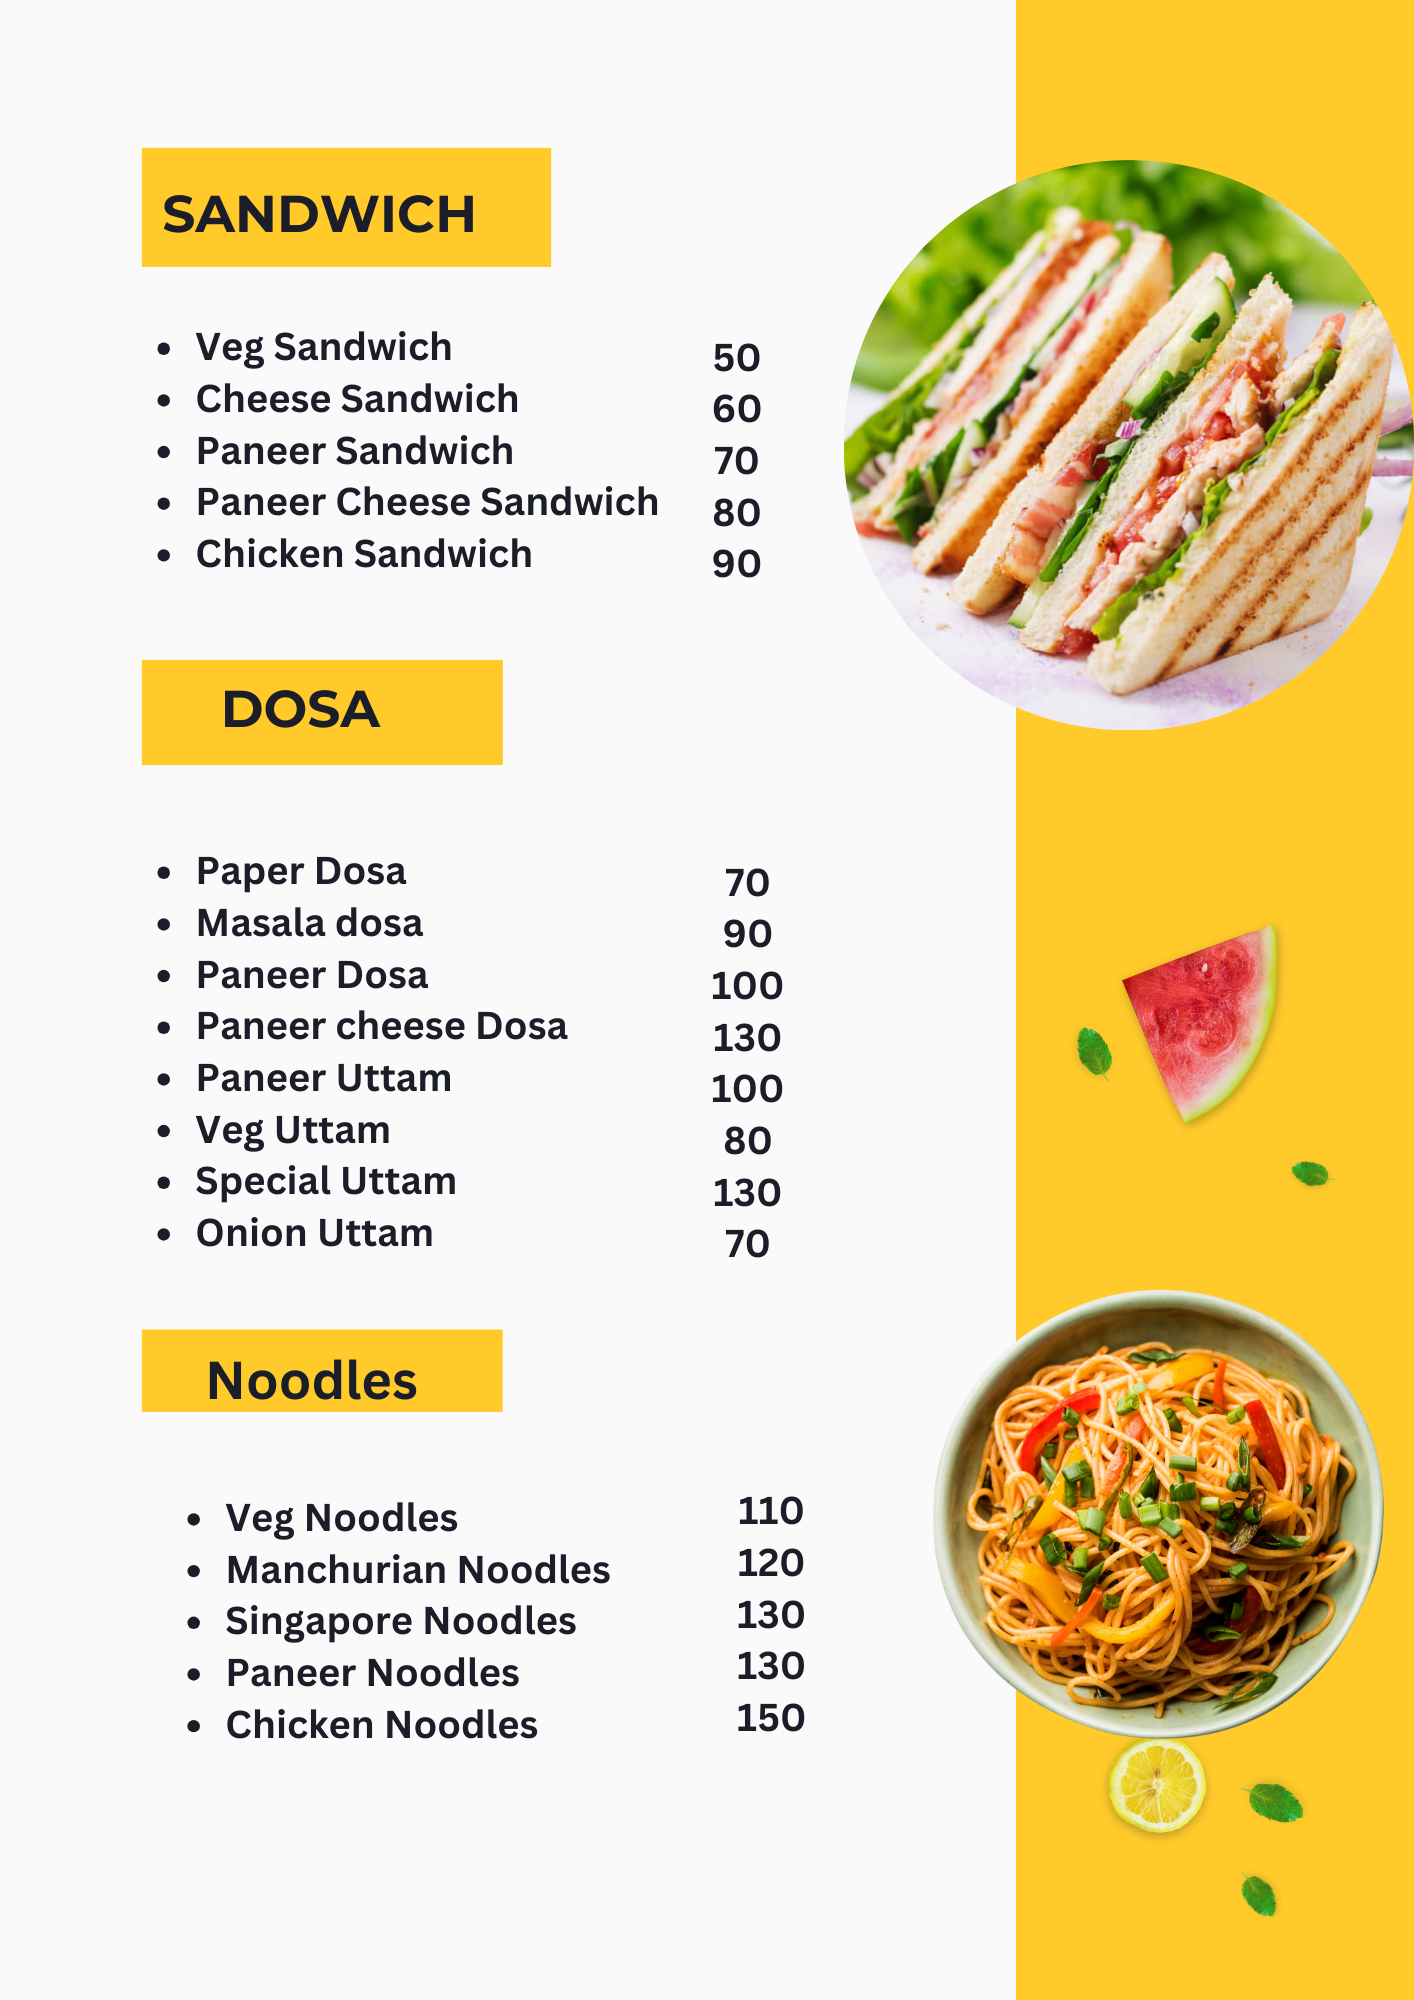 SANDWICH
• Veg Sandwich 50
• Cheese Sandwich 60
• Paneer Sandwich 70
• Paneer Cheese Sandwich 80
• Chicken Sandwich 90
DOSA
• Paper Dosa 70
• Masala dosa 90
• Paneer Dosa 100
• Paneer cheese Dosa 130
• Paneer Uttam 100
• Veg Uttam 80
• Special Uttam 130
• Onion Uttam 70
Noodles
• Veg Noodles 110
• Manchurian Noodles 120
• Singapore Noodles 130
• Paneer Noodles 130
• Chicken Noodles 150